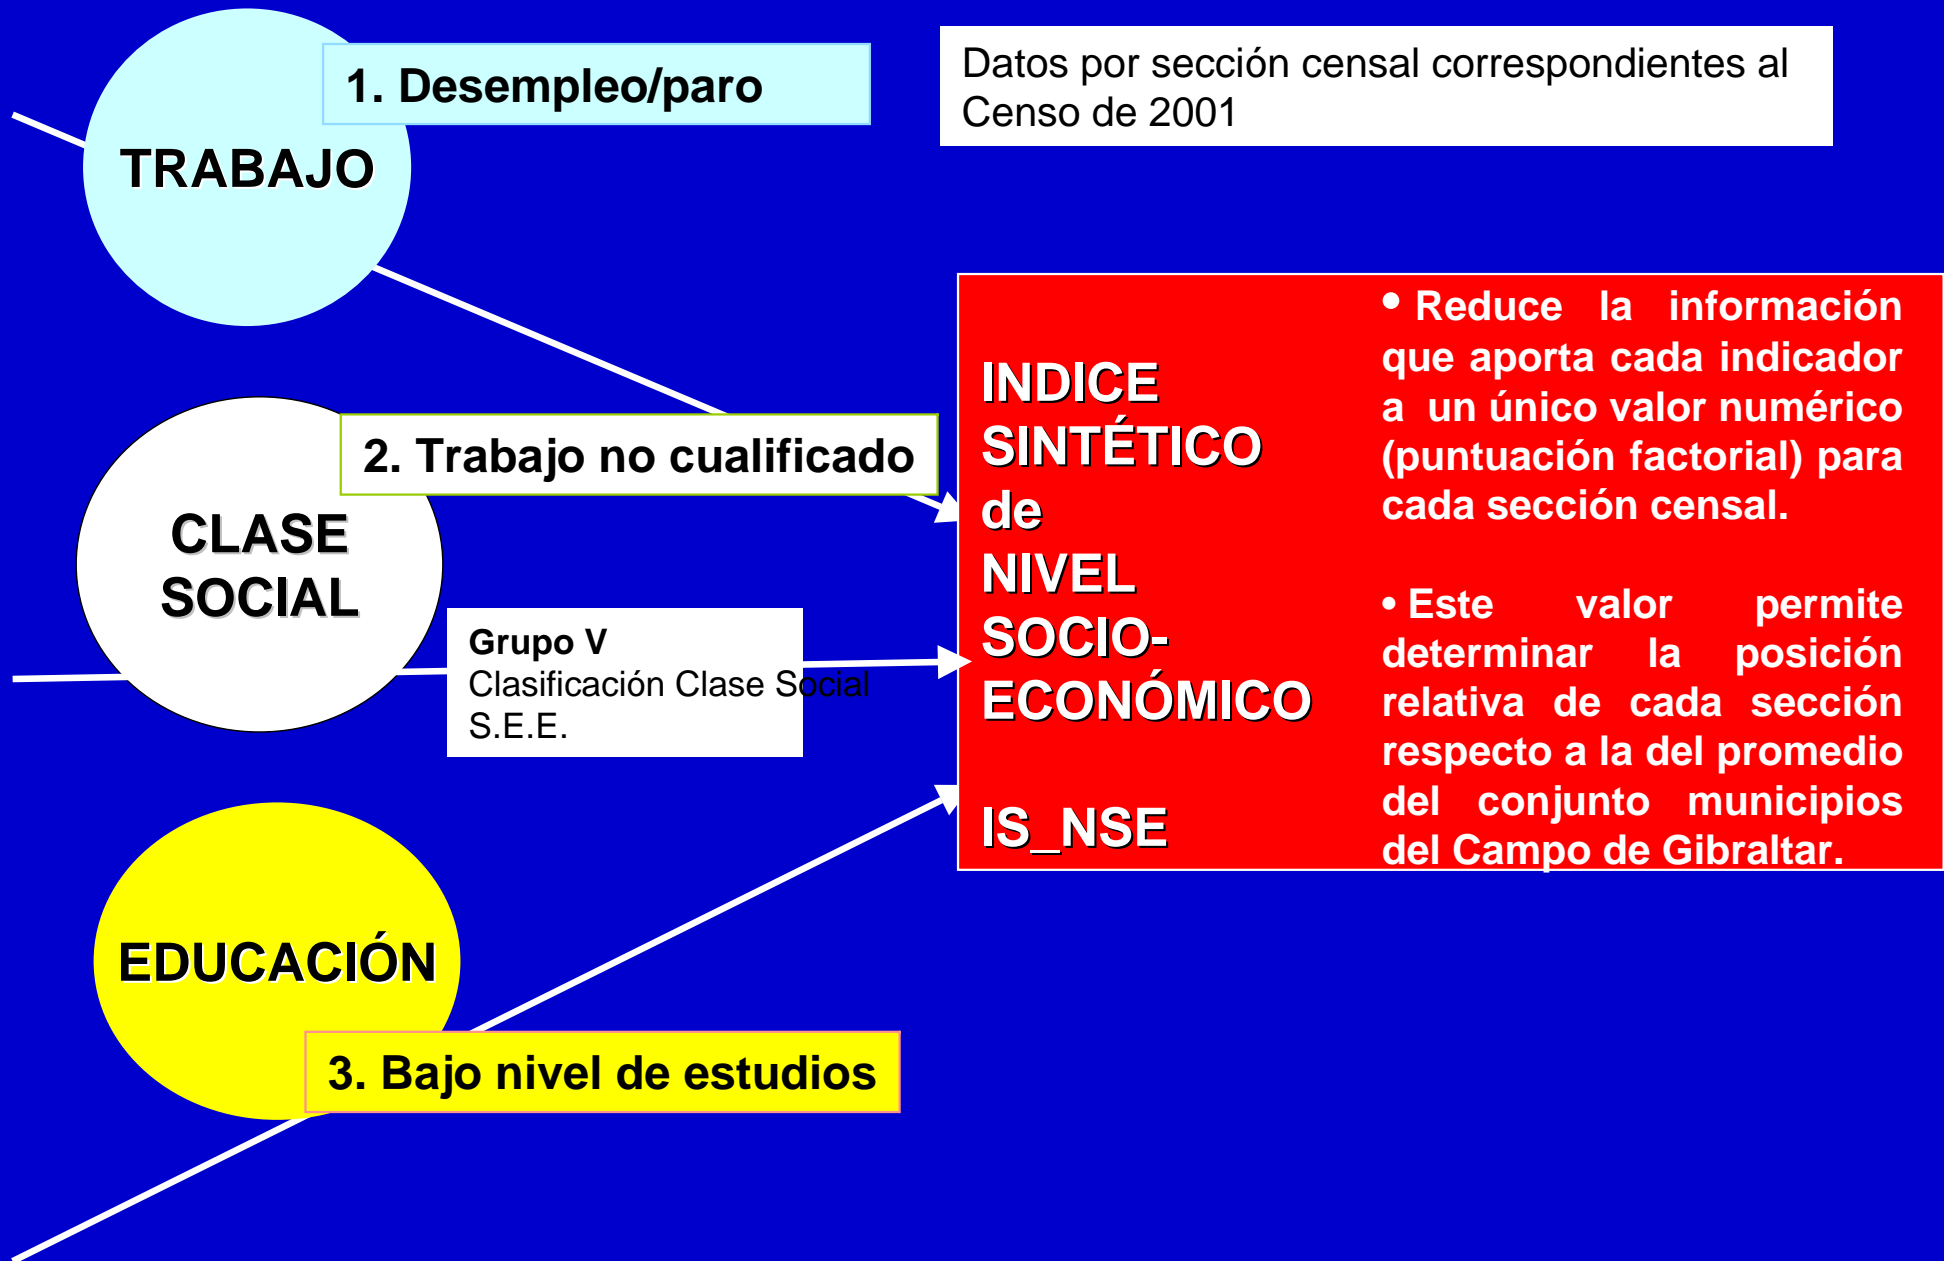 1. Desempleo/paro
TRABAJO
Datos por sección censal correspondientes al
Censo de 2001
2. Trabajo no cualificado
CLASE
SOCIAL
Grupo V
Clasificación Clase Social
S.E.E.
EDUCACIÓN
3. Bajo nivel de estudios
INDICE
SINTÉTICO
de
NIVEL
SOCIO-
ECONÓMICO
IS_NSE
• Reduce la información
que aporta cada indicador
a un único valor numérico
(puntuación factorial) para
cada sección censal.
• Este valor permite
determinar la posición
relativa de cada sección
respecto a la del promedio
del conjunto municipios
del Campo de Gibraltar.